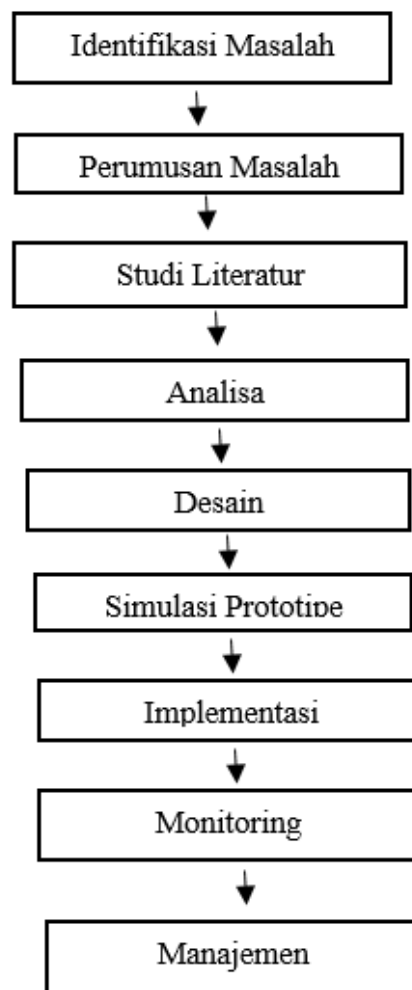 Identifikasi Masalah
Perumusan Masalah
Studi Literatur
Analisa
Desain
Simulasi Prototipe
Implementasi
Monitoring
Manajemen